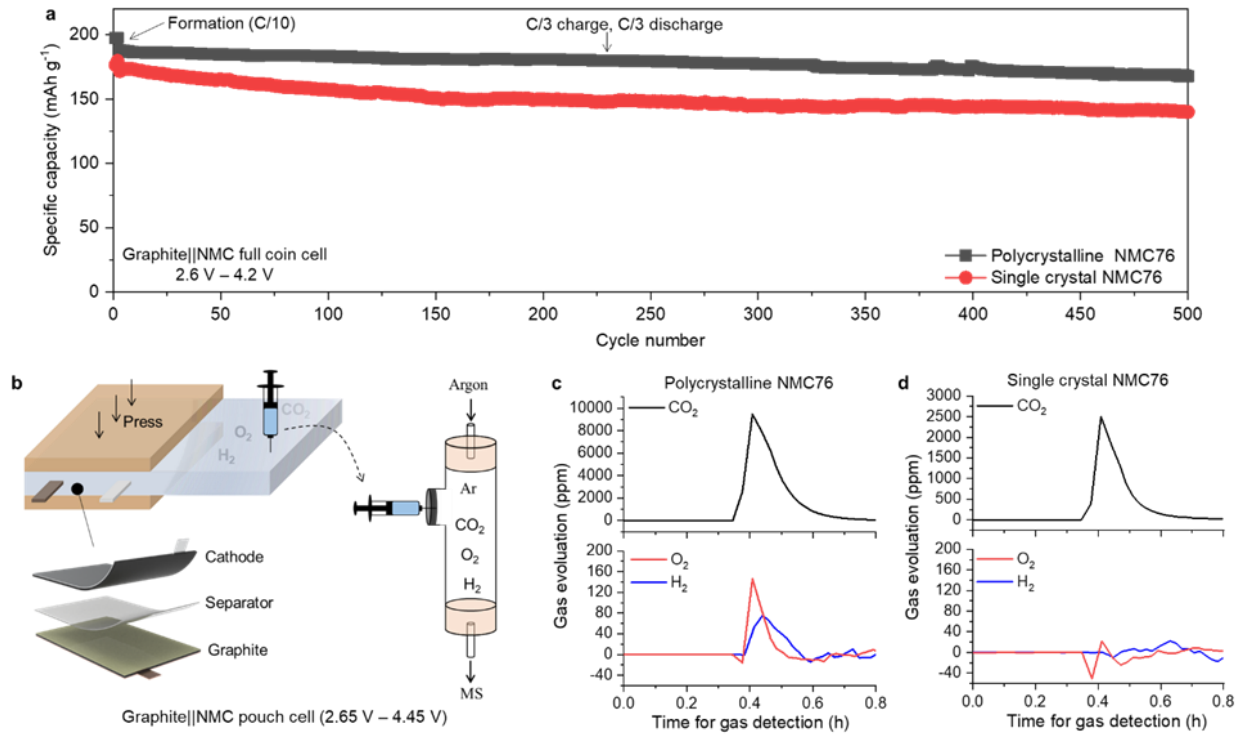 a
Formation (C/10)
C/3 charge, C/3 discharge
200
150
100
50
0
Specific capacity (mAh g-1)
Graphite||NMC full coin cell
2.6 V – 4.2 V
Polycrystalline NMC76
Single crystal NMC76
0 50 100 150 200 250 300 350 400 450 500
Cycle number
b
Press
CO2
O2
H2
Cathode
Separator
Graphite
Argon
Ar
CO2
O2
H2
MS
Graphite||NMC pouch cell (2.65 V – 4.45 V)
c
Polycrystalline NMC76
CO2
10000
8000
6000
4000
2000
0
Gas evoluation (ppm)
O2
H2
200
160
120
80
40
0
-40
0.0 0.2 0.4 0.6 0.8
Time for gas detection (h)
d
Single crystal NMC76
CO2
3000
2500
2000
1500
1000
500
0
Gas evoluation (ppm)
O2
H2
200
160
120
80
40
0
-40
0.0 0.2 0.4 0.6 0.8
Time for gas detection (h)